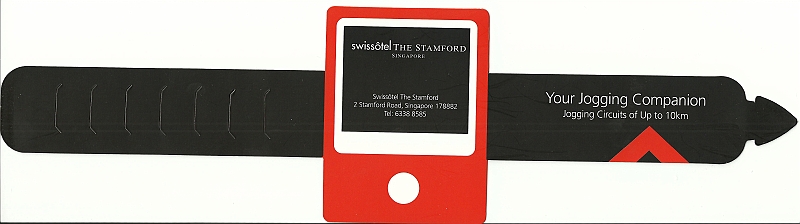 swissôtel THE STAMFORD
SINGAPORE
Swissôtel The Stamford
2 Stamford Road, Singapore 178882
Tel: 6338 8585
Your Jogging Companion
Jogging Circuits of Up to 10km